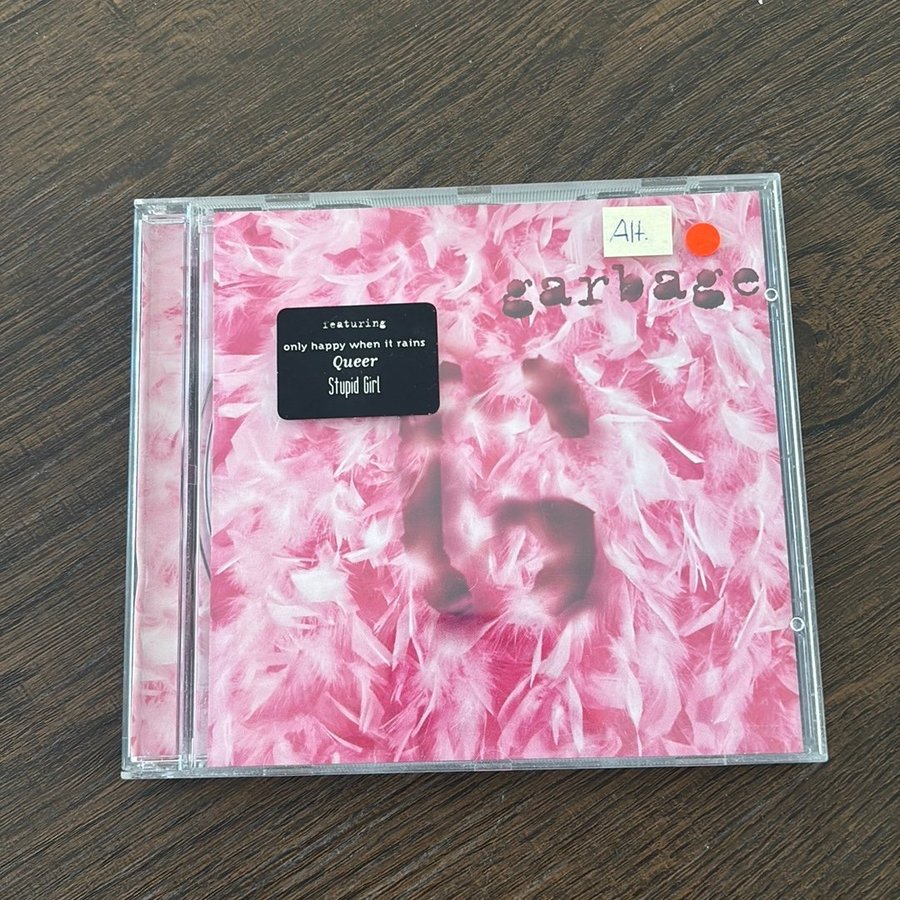 Alt.
garbage
featuring
only happy when it rains
Queer
Stupid Girl
G